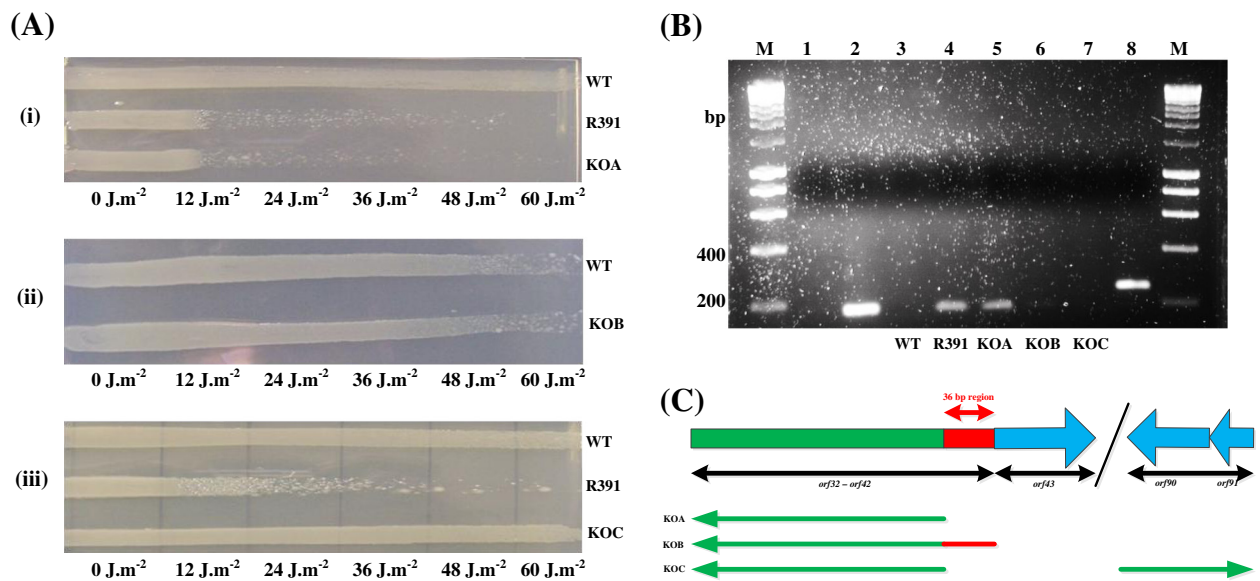 (A)
(i)
WT
R391
KOA
0 J.m-2 12 J.m-2 24 J.m-2 36 J.m-2 48 J.m-2 60 J.m-2
(ii)
WT
KOB
0 J.m-2 12 J.m-2 24 J.m-2 36 J.m-2 48 J.m-2 60 J.m-2
(iii)
WT
R391
KOC
0 J.m-2 12 J.m-2 24 J.m-2 36 J.m-2 48 J.m-2 60 J.m-2
(B)
M 1 2 3 4 5 6 7 8 M
bp
400
200
WT R391 KOA KOB KOC
(C)
36 bp region
orf32 – orf42 orf43 orf90 orf91
KOA
KOB
KOC